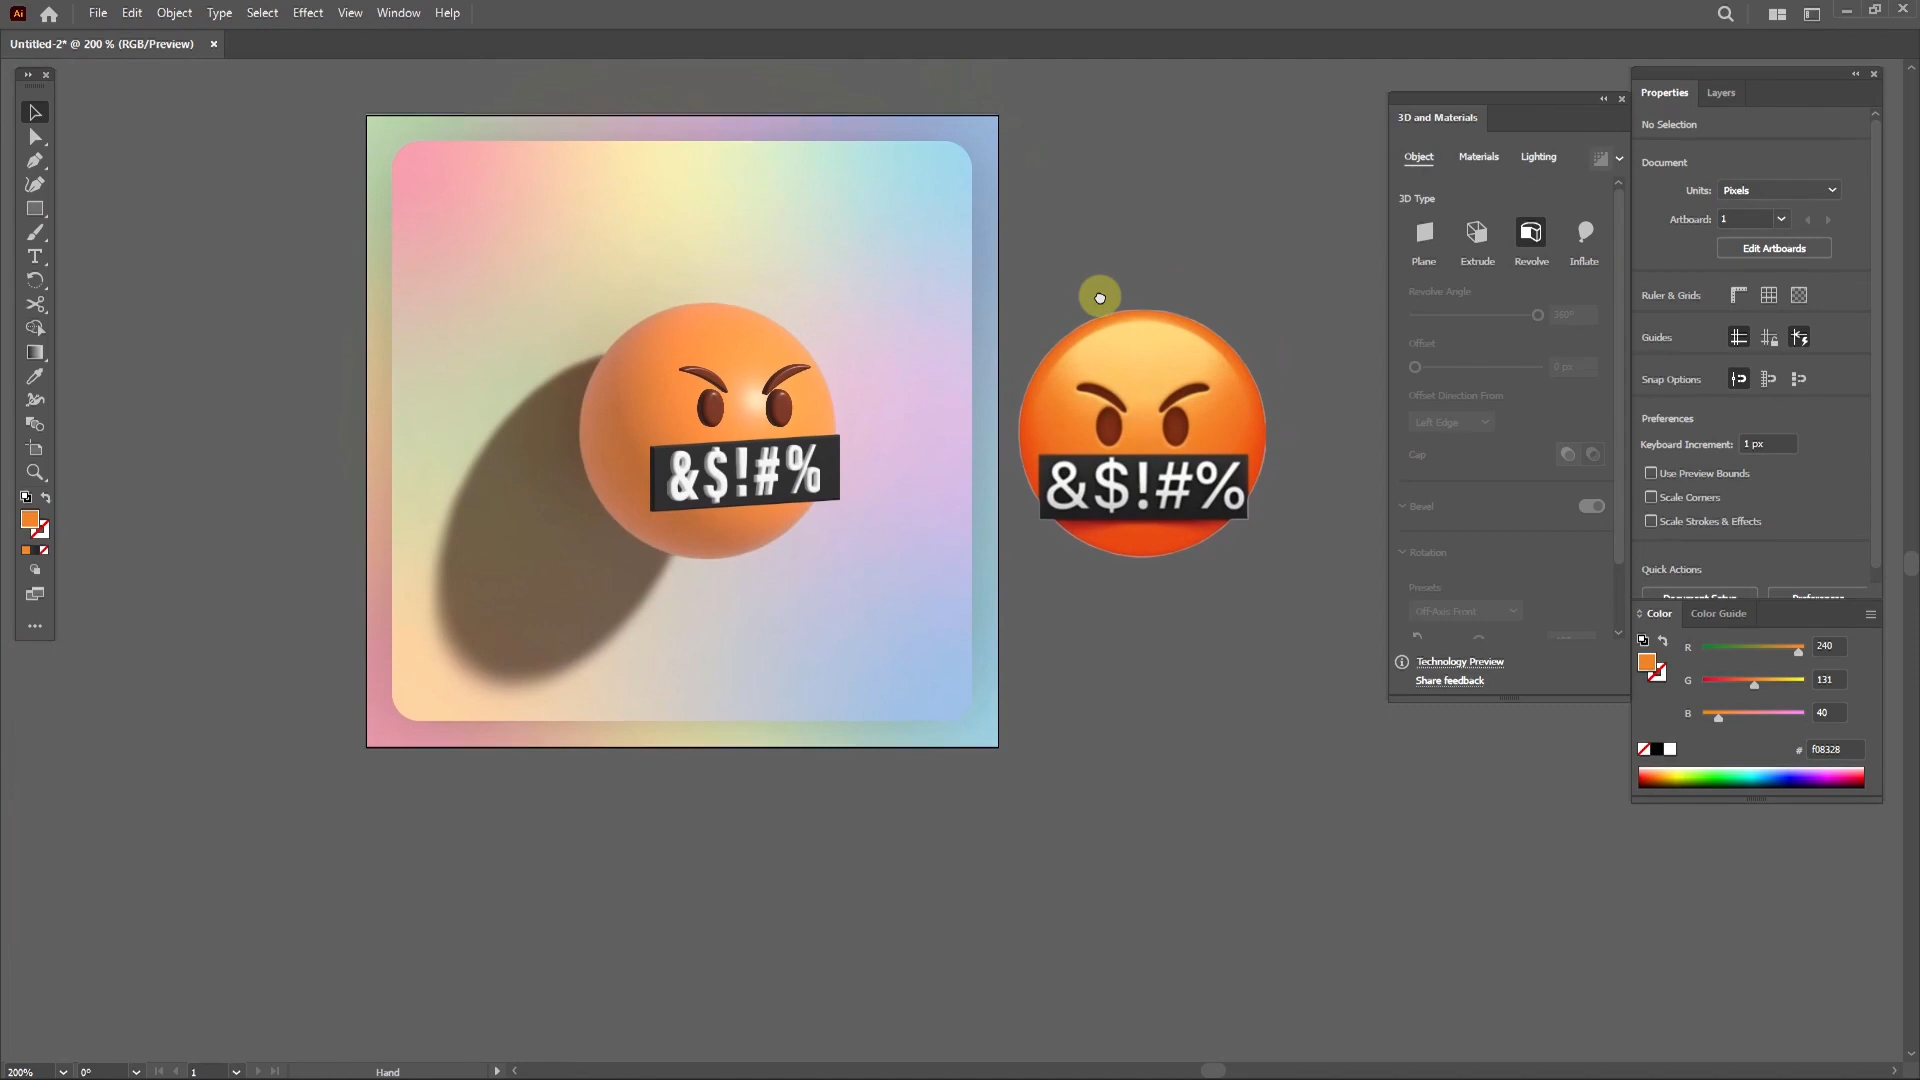 Ai File Edit Object Type Select Effect View Window Help
Untitled-2* @ 200 % (RGB/Preview)
3D and Materials
Object Materials Lighting
3D Type
Plane Extrude Revolve Inflate
Revolve Angle
360°
Offset
0 px
Offset Direction From
Left Edge
Cap
Bevel
Rotation
Presets
Off-Axis Front
Technology Preview
Share feedback
&$!#%
&$!#%
Properties Layers
No Selection
Document
Units: Pixels
Artboard: 1
Edit Artboards
Ruler & Grids
Guides
Snap Options
Preferences
Keyboard Increment: 1 px
Use Preview Bounds
Scale Corners
Scale Strokes & Effects
Quick Actions
Document Setup Preferences
Color Color Guide
R 240
G 131
B 40
# f08328
200% 0° 1 Hand